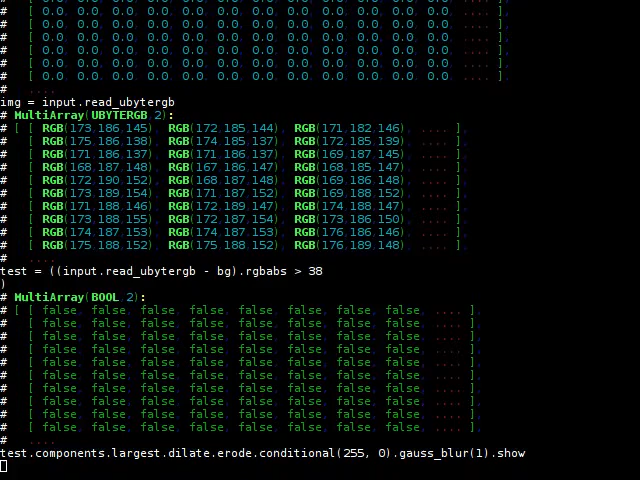 # [ 0.0, 0.0, 0.0, 0.0, 0.0, 0.0, 0.0, 0.0, 0.0, 0.0, .... ],
# [ 0.0, 0.0, 0.0, 0.0, 0.0, 0.0, 0.0, 0.0, 0.0, 0.0, .... ],
# [ 0.0, 0.0, 0.0, 0.0, 0.0, 0.0, 0.0, 0.0, 0.0, 0.0, .... ],
# [ 0.0, 0.0, 0.0, 0.0, 0.0, 0.0, 0.0, 0.0, 0.0, 0.0, .... ],
# [ 0.0, 0.0, 0.0, 0.0, 0.0, 0.0, 0.0, 0.0, 0.0, 0.0, .... ],
# [ 0.0, 0.0, 0.0, 0.0, 0.0, 0.0, 0.0, 0.0, 0.0, 0.0, .... ],
# [ 0.0, 0.0, 0.0, 0.0, 0.0, 0.0, 0.0, 0.0, 0.0, 0.0, .... ],
# ....
img = input.read_ubytergb
# MultiArray(UBYTERGB,2):
# [ [ RGB(173,186,145), RGB(172,185,144), RGB(171,182,146), .... ],
# [ RGB(175,186,138), RGB(174,185,137), RGB(172,185,139), .... ],
# [ RGB(171,186,137), RGB(171,186,137), RGB(169,187,145), .... ],
# [ RGB(168,187,148), RGB(167,186,147), RGB(168,185,147), .... ],
# [ RGB(172,190,152), RGB(168,187,148), RGB(169,186,148), .... ],
# [ RGB(173,189,154), RGB(171,187,152), RGB(169,188,152), .... ],
# [ RGB(171,188,146), RGB(172,189,147), RGB(174,188,147), .... ],
# [ RGB(173,188,155), RGB(172,187,154), RGB(173,186,150), .... ],
# [ RGB(174,187,153), RGB(174,187,153), RGB(176,186,146), .... ],
# [ RGB(175,188,152), RGB(175,188,152), RGB(176,189,148), .... ],
# ....
test = ((input.read_ubytergb - bg).rgbabs > 38
)
# MultiArray(BOOL,2):
# [ [ false, false, false, false, false, false, false, false, .... ],
# [ false, false, false, false, false, false, false, false, .... ],
# [ false, false, false, false, false, false, false, false, .... ],
# [ false, false, false, false, false, false, false, false, .... ],
# [ false, false, false, false, false, false, false, false, .... ],
# [ false, false, false, false, false, false, false, false, .... ],
# [ false, false, false, false, false, false, false, false, .... ],
# [ false, false, false, false, false, false, false, false, .... ],
# [ false, false, false, false, false, false, false, false, .... ],
# [ false, false, false, false, false, false, false, false, .... ],
# ....
test.components.largest.dilate.erode.conditional(255, 0).gauss_blur(1).show